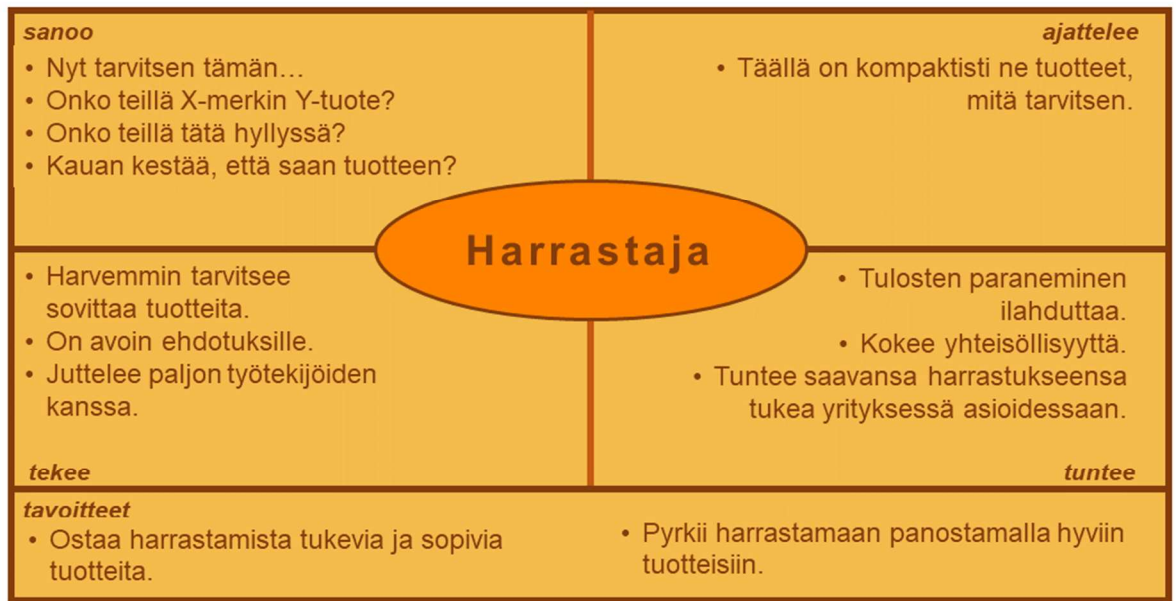 sanoo
• Nyt tarvitsen tämän…
• Onko teillä X-merkin Y-tuote?
• Onko teillä tätä hyllyssä?
• Kauan kestää, että saan tuotteen?
ajattelee
• Täällä on kompaktisti ne tuotteet,
mitä tarvitsen.
Harrastaja
• Harvemmin tarvitsee
sovittaa tuotteita.
• On avoin ehdotuksille.
• Juttelee paljon työtekijöiden
kanssa.
tekee
• Tulosten paraneminen
ilahduttaa.
• Kokee yhteisöllisyyttä.
• Tuntee saavansa harrastukseensa
tukea yrityksessä asioidessaan.
tuntee
tavoitteet
• Ostaa harrastamista tukevia ja sopivia
tuotteita.
• Pyrkii harrastamaan panostamalla hyviin
tuotteisiin.